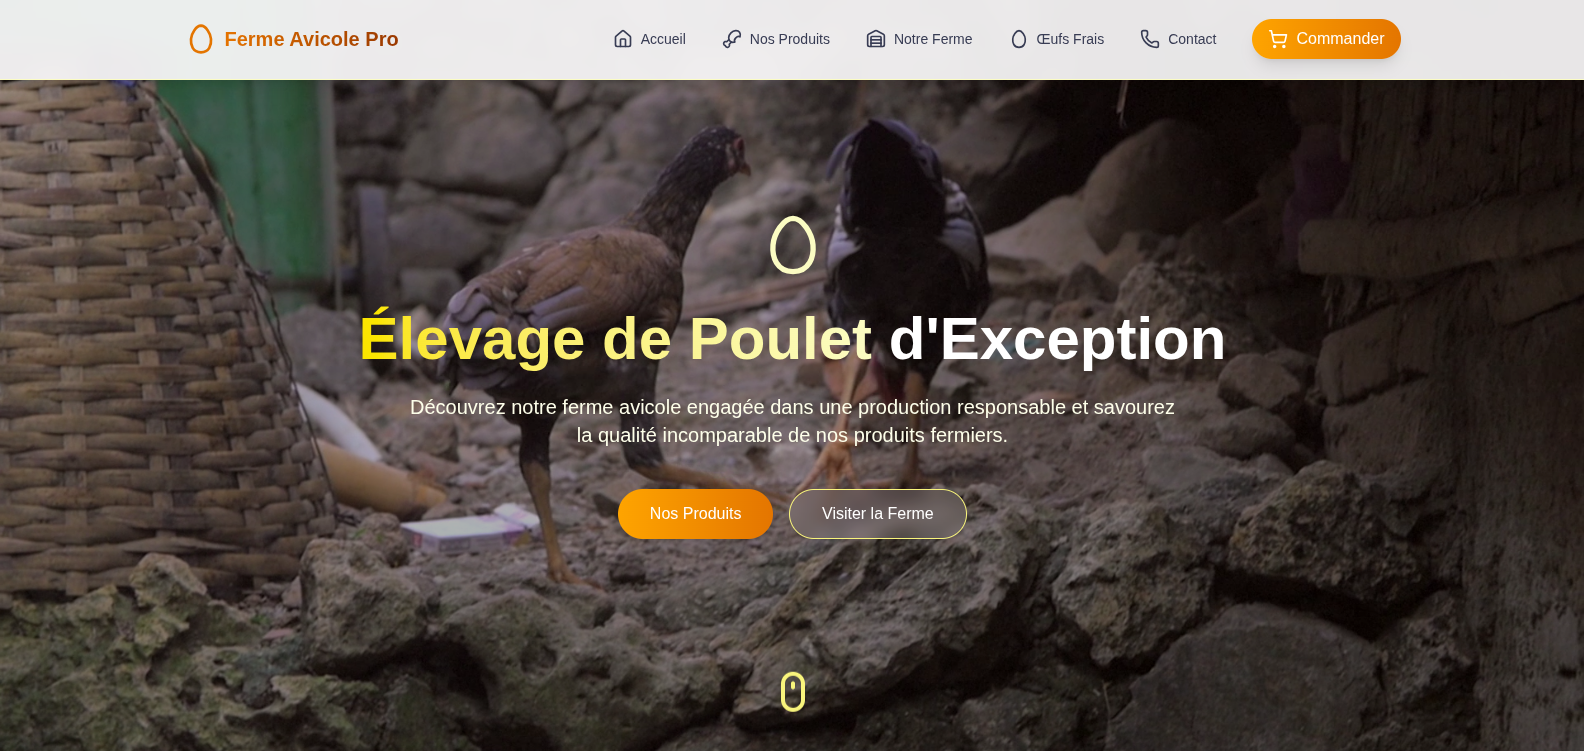 Ferme Avicole Pro
Accueil
Nos Produits
Notre Ferme
Œufs Frais
Contact
Commander
Élevage de Poulet d'Exception
Découvrez notre ferme avicole engagée dans une production responsable et savourez
la qualité incomparable de nos produits fermiers.
Nos Produits
Visiter la Ferme